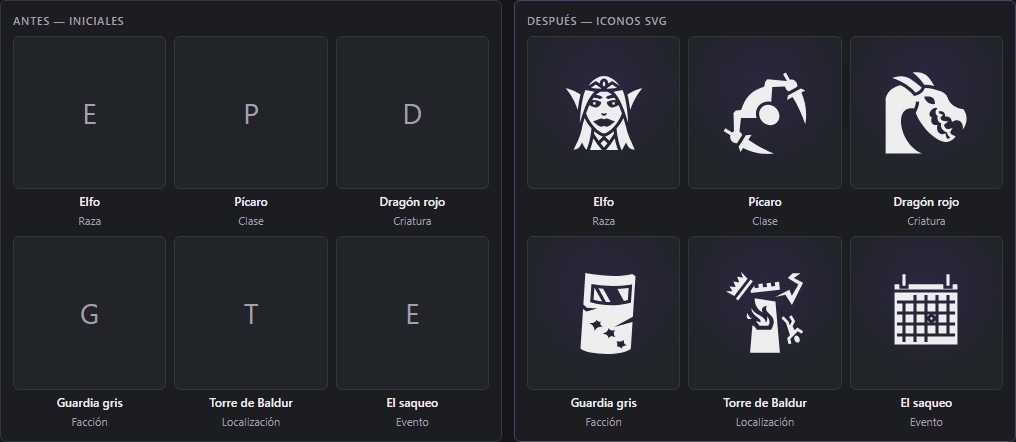 ANTES — INICIALES
E
P
D
Elfo
Pícaro
Dragón rojo
Raza
Clase
Criatura
G
T
E
Guardia gris
Torre de Baldur
El saqueo
Facción
Localización
Evento
DESPUÉS — ICONOS SVG
Elfo
Pícaro
Dragón rojo
Raza
Clase
Criatura
Guardia gris
Torre de Baldur
El saqueo
Facción
Localización
Evento